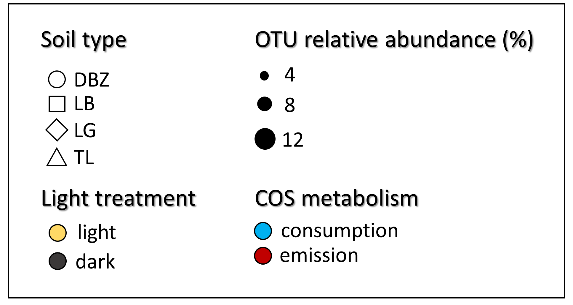 Soil type
DBZ
LB
LG
TL
OTU relative abundance (%)
4
8
12
Light treatment
light
dark
COS metabolism
consumption
emission